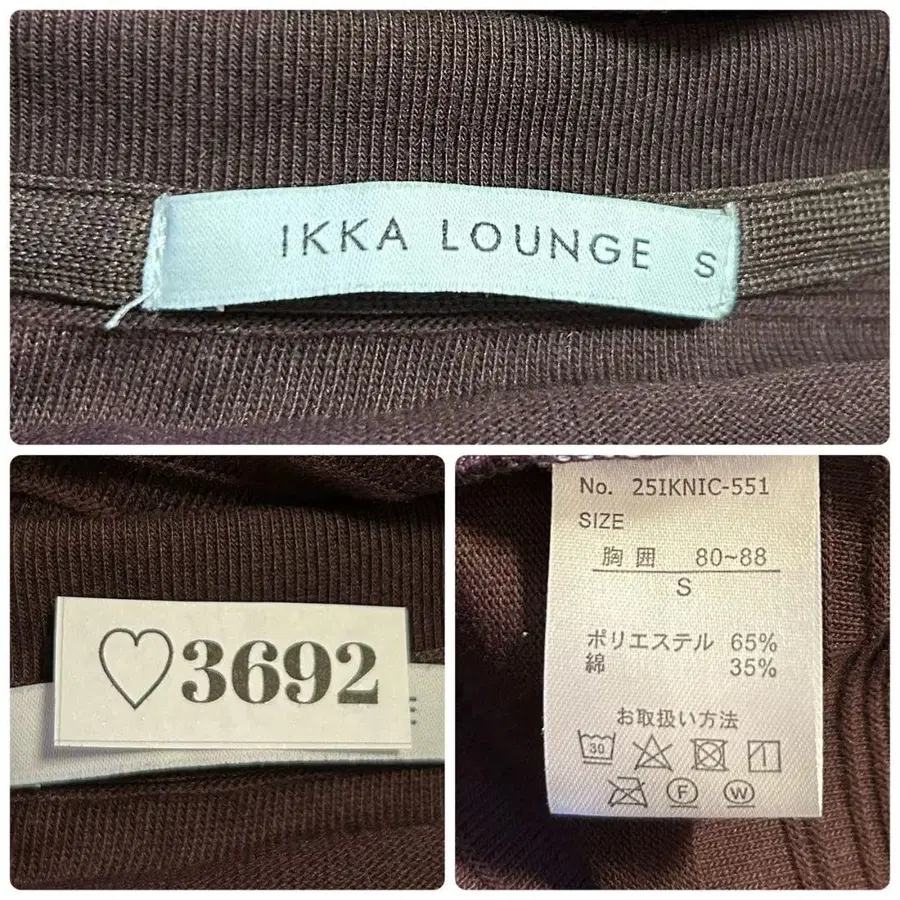 IKKA LOUNGE S
♡3692
No. 25IKNIC-551
SIZE
胸囲 80~88
S
ポリエステル 65%
綿 35%
お取扱い方法
30
F W